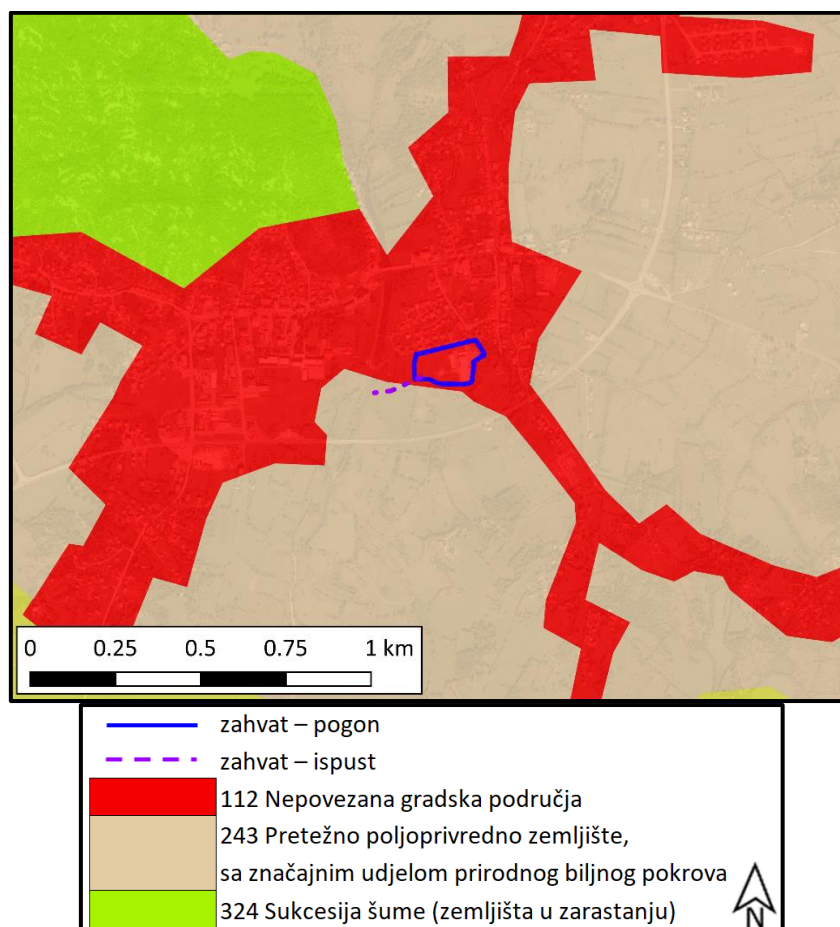 0 0.25 0.5 0.75 1 km
zahvat – pogon
zahvat – ispust
112 Nepovezana gradska područja
243 Pretežno poljoprivredno zemljište,
sa značajnim udjelom prirodnog biljnog pokrova
324 Sukcesija šume (zemljišta u zarastanju)
N